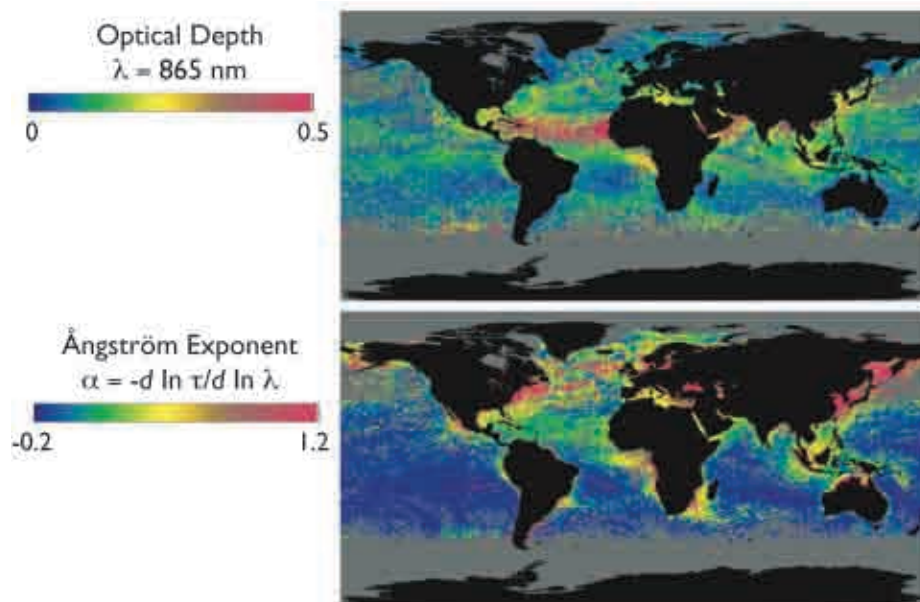 Optical Depth
λ = 865 nm
0 0.5
Ångström Exponent
α = -d ln τ/d ln λ
-0.2 1.2